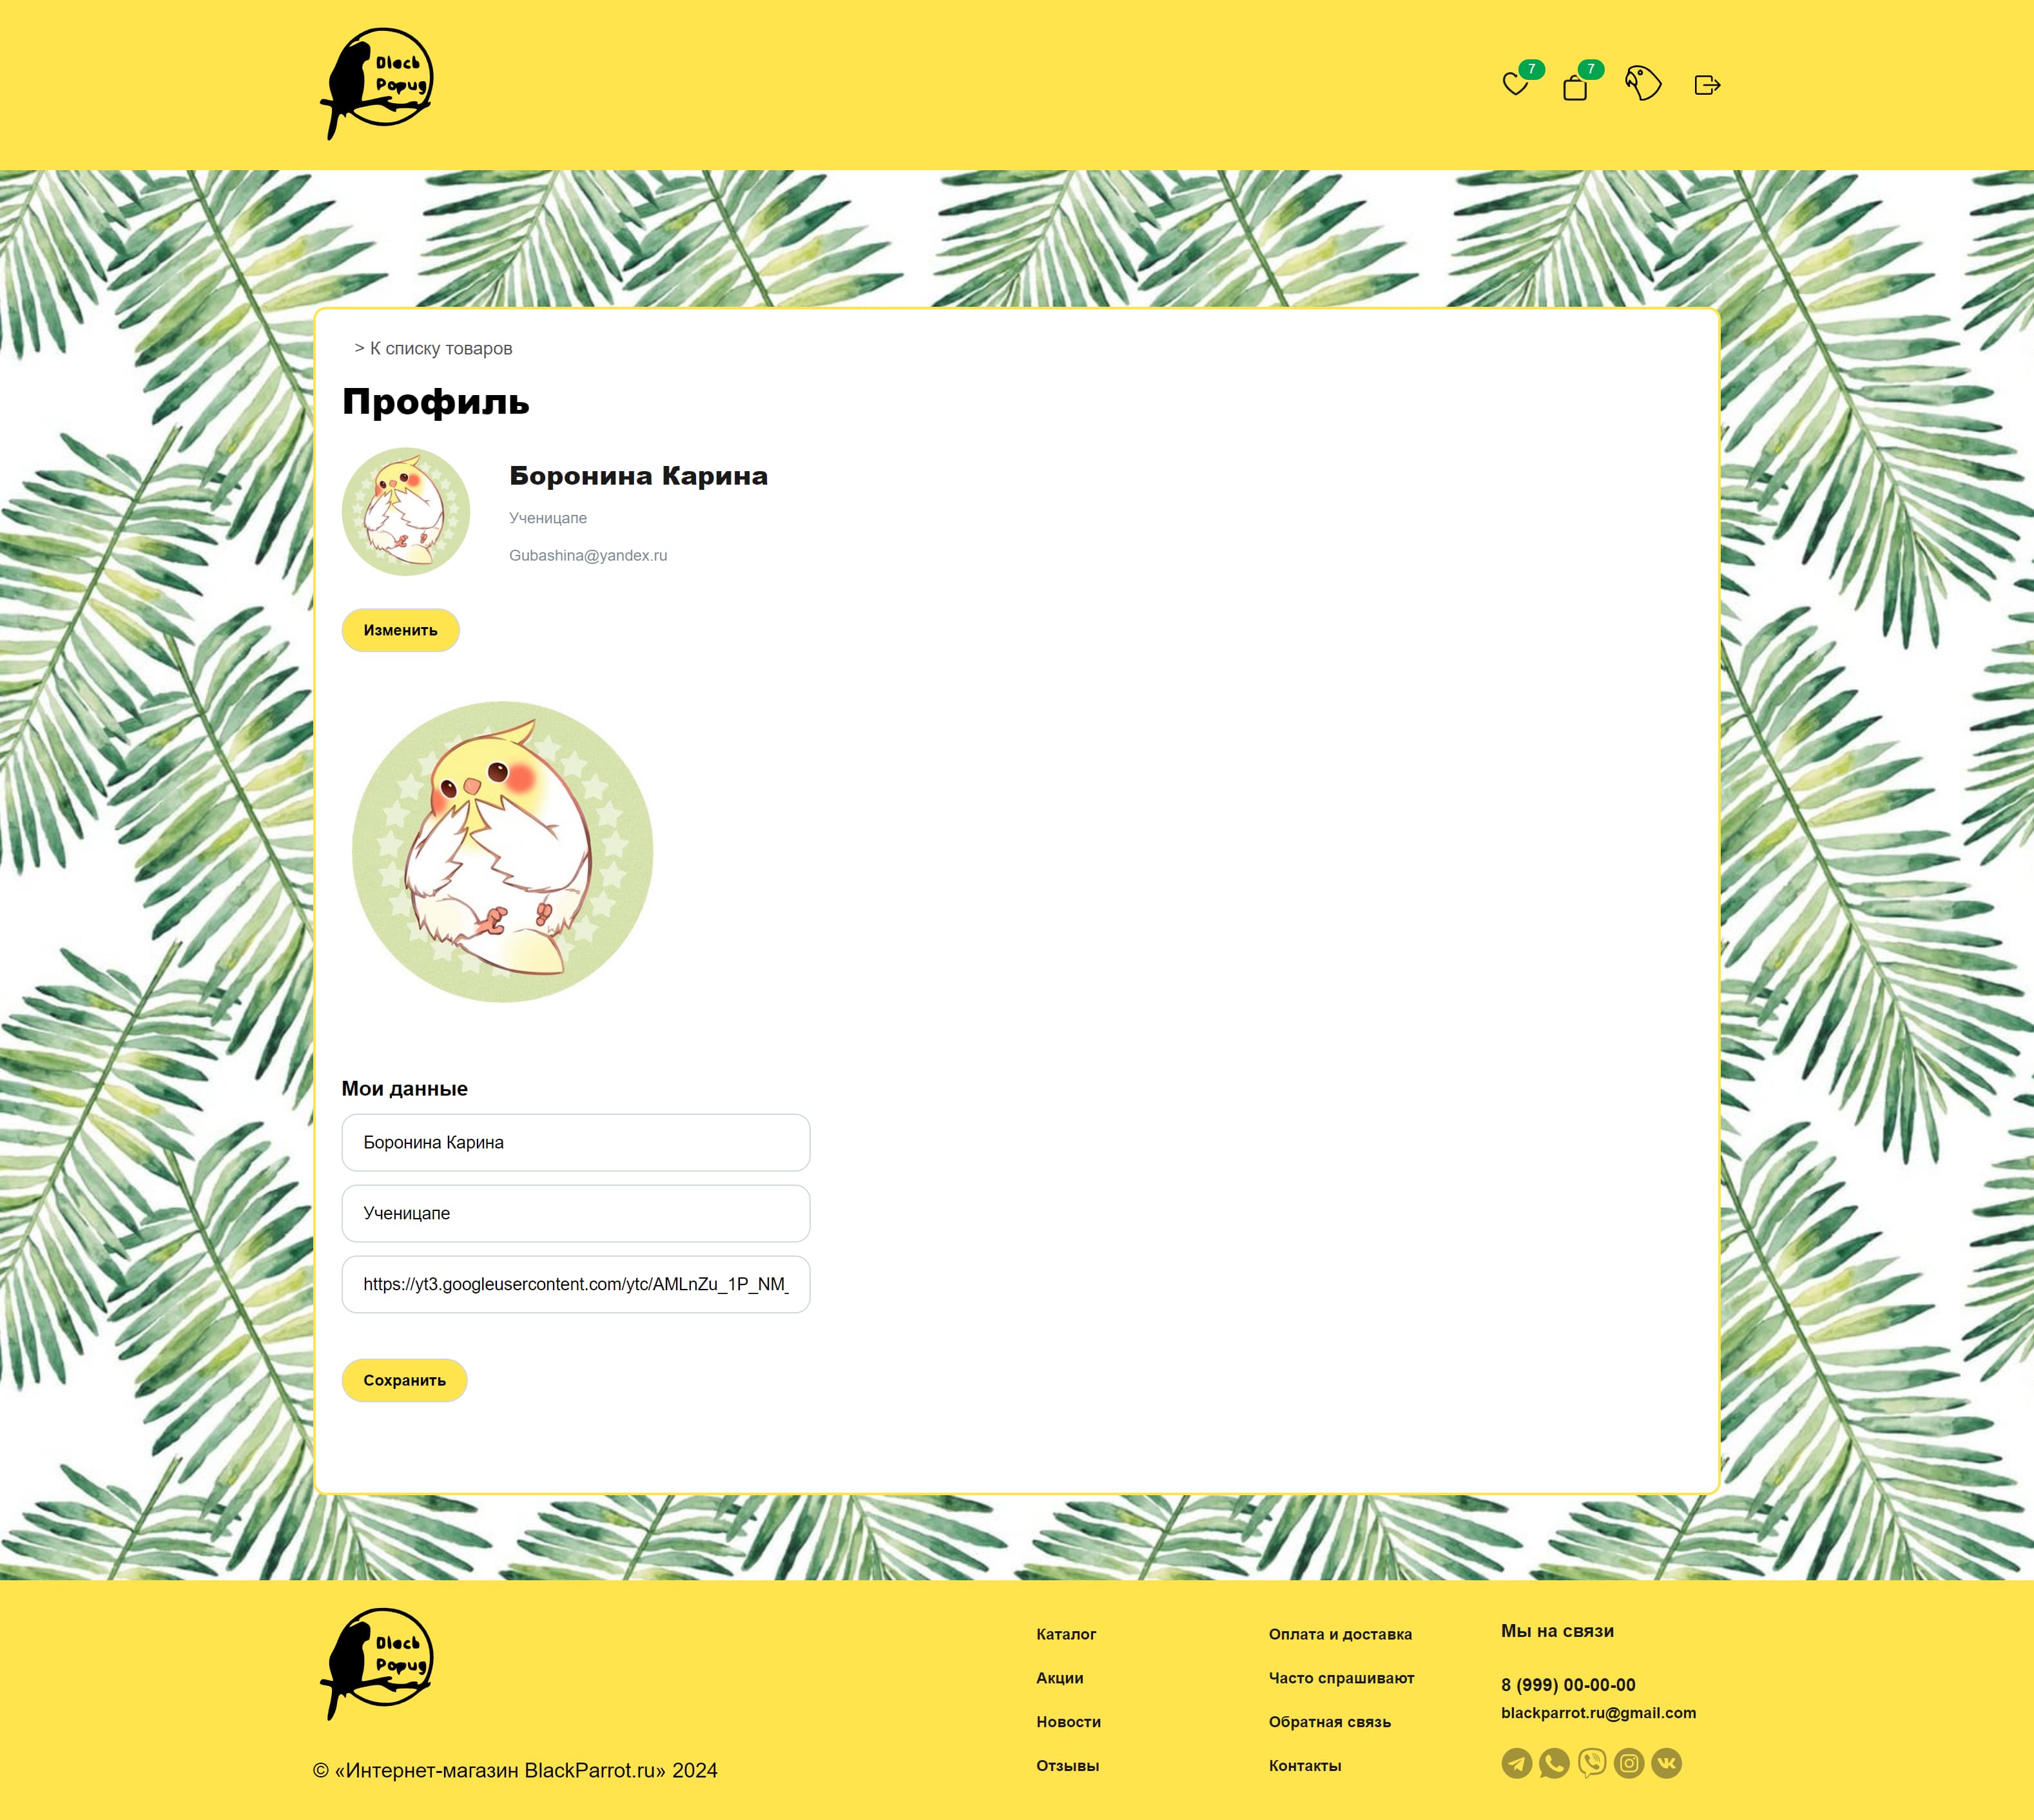 Black
Popug
7
7
> К списку товаров
Профиль
Боронина Карина
Ученицапе
Gubashina@yandex.ru
Изменить
Мои данные
Боронина Карина
Ученицапе
https://yt3.googleusercontent.com/ytc/AMLnZu_1P_NM_
Сохранить
Black
Popug
© «Интернет-магазин BlackParrot.ru» 2024
Каталог
Акции
Новости
Отзывы
Оплата и доставка
Часто спрашивают
Обратная связь
Контакты
Мы на связи
8 (999) 00-00-00
blackparrot.ru@gmail.com